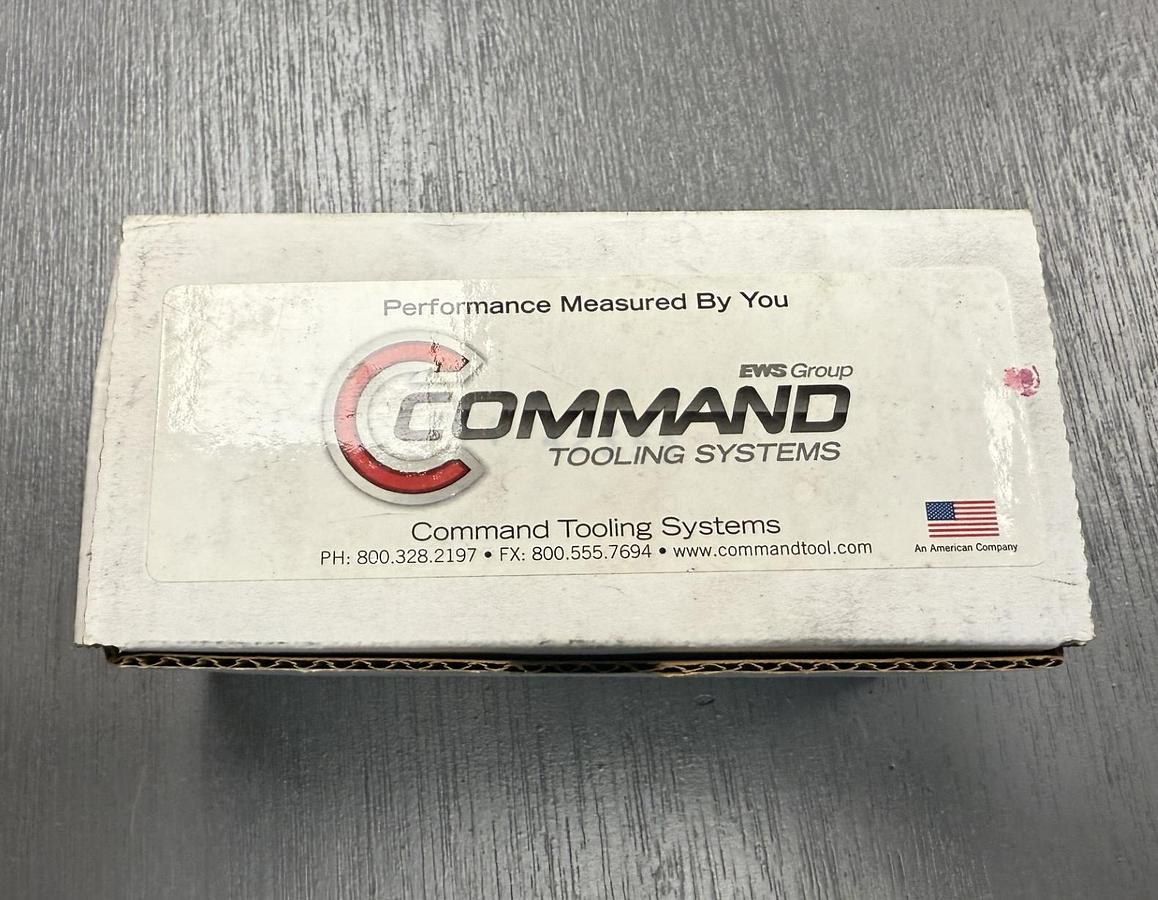 Performance Measured By You
EWS Group
COMMAND
TOOLING SYSTEMS
Command Tooling Systems
PH: 800.328.2197 • FX: 800.555.7694 • www.commandtool.com
An American Company